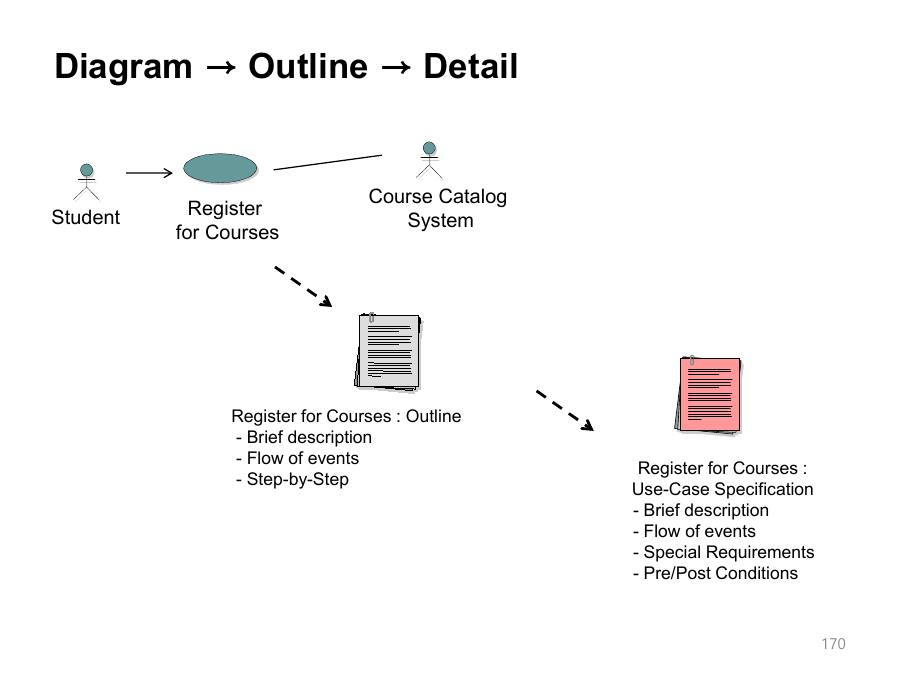 Diagram → Outline → Detail
Student
Register
for Courses
Course Catalog
System
Register for Courses : Outline
- Brief description
- Flow of events
- Step-by-Step
Register for Courses :
Use-Case Specification
- Brief description
- Flow of events
- Special Requirements
- Pre/Post Conditions
170